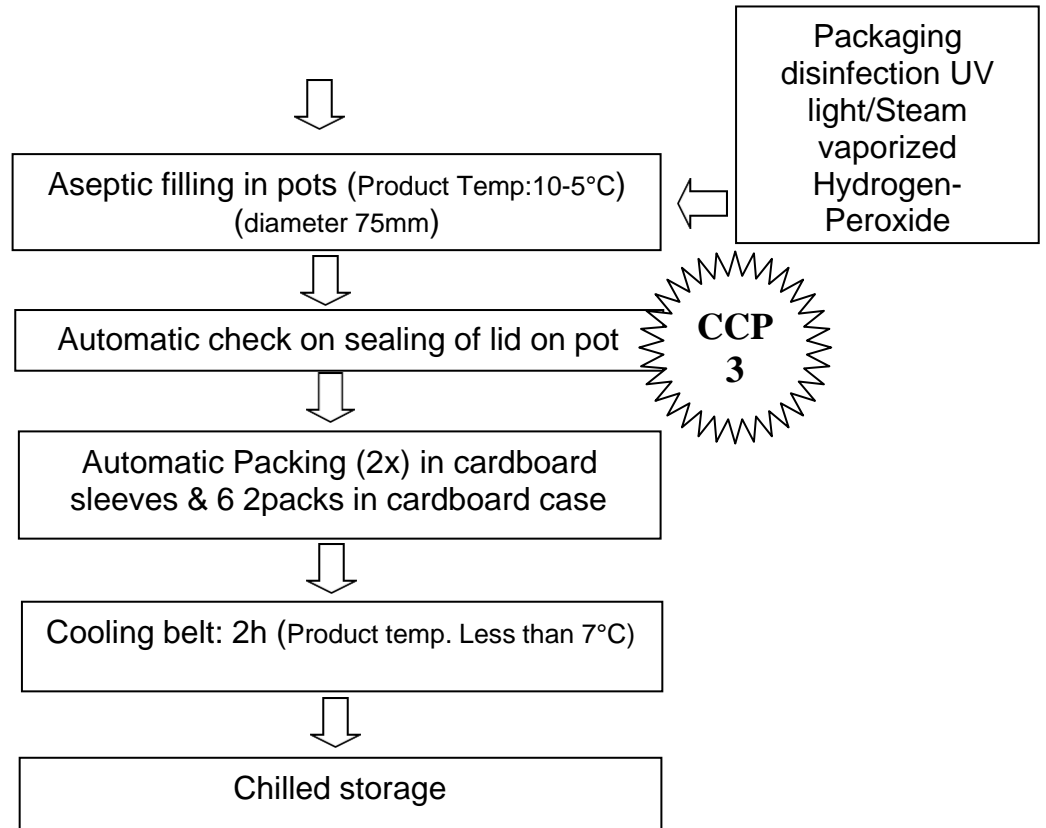 Packaging
disinfection UV
light/Steam
vaporized
Hydrogen-
Peroxide
Aseptic filling in pots (Product Temp:10-5°C)
(diameter 75mm)
Automatic check on sealing of lid on pot
CCP
3
Automatic Packing (2x) in cardboard
sleeves & 6 2packs in cardboard case
Cooling belt: 2h (Product temp. Less than 7°C)
Chilled storage